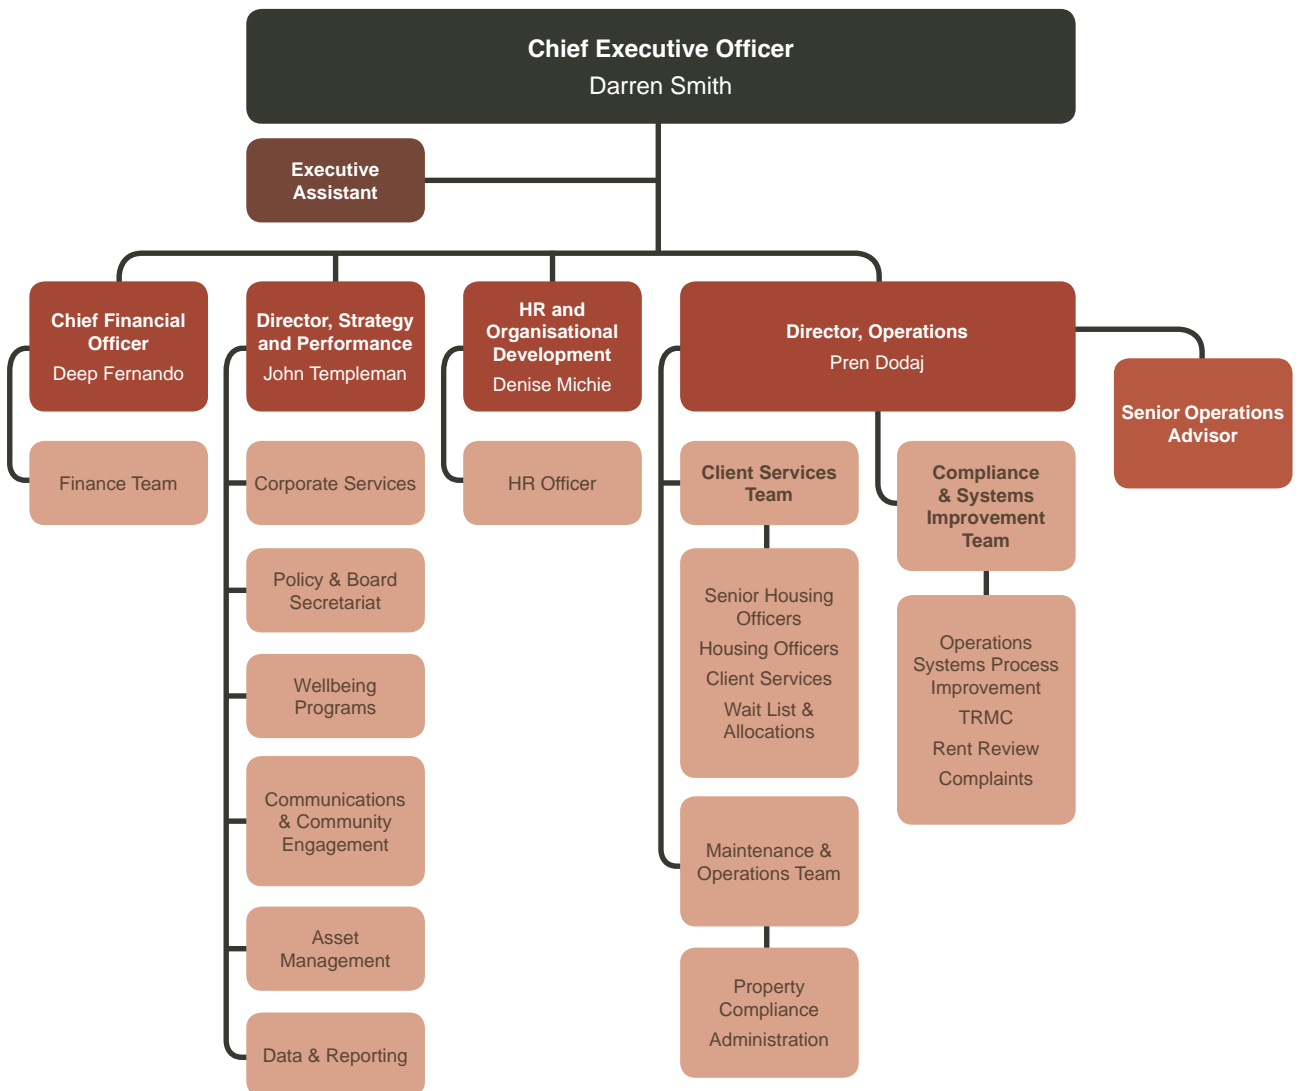 Chief Executive Officer
Darren Smith
Executive
Assistant
Chief Financial
Officer
Deep Fernando
Finance Team
Director, Strategy
and Performance
John Templeman
Corporate Services
Policy & Board
Secretariat
Wellbeing
Programs
Communications
& Community
Engagement
Asset
Management
Data & Reporting
HR and
Organisational
Development
Denise Michie
HR Officer
Director, Operations
Pren Dodaj
Client Services
Team
Senior Housing
Officers
Housing Officers
Client Services
Wait List &
Allocations
Maintenance &
Operations Team
Property
Compliance
Administration
Compliance
& Systems
Improvement
Team
Operations
Systems Process
Improvement
TRMC
Rent Review
Complaints
Senior Operations
Advisor